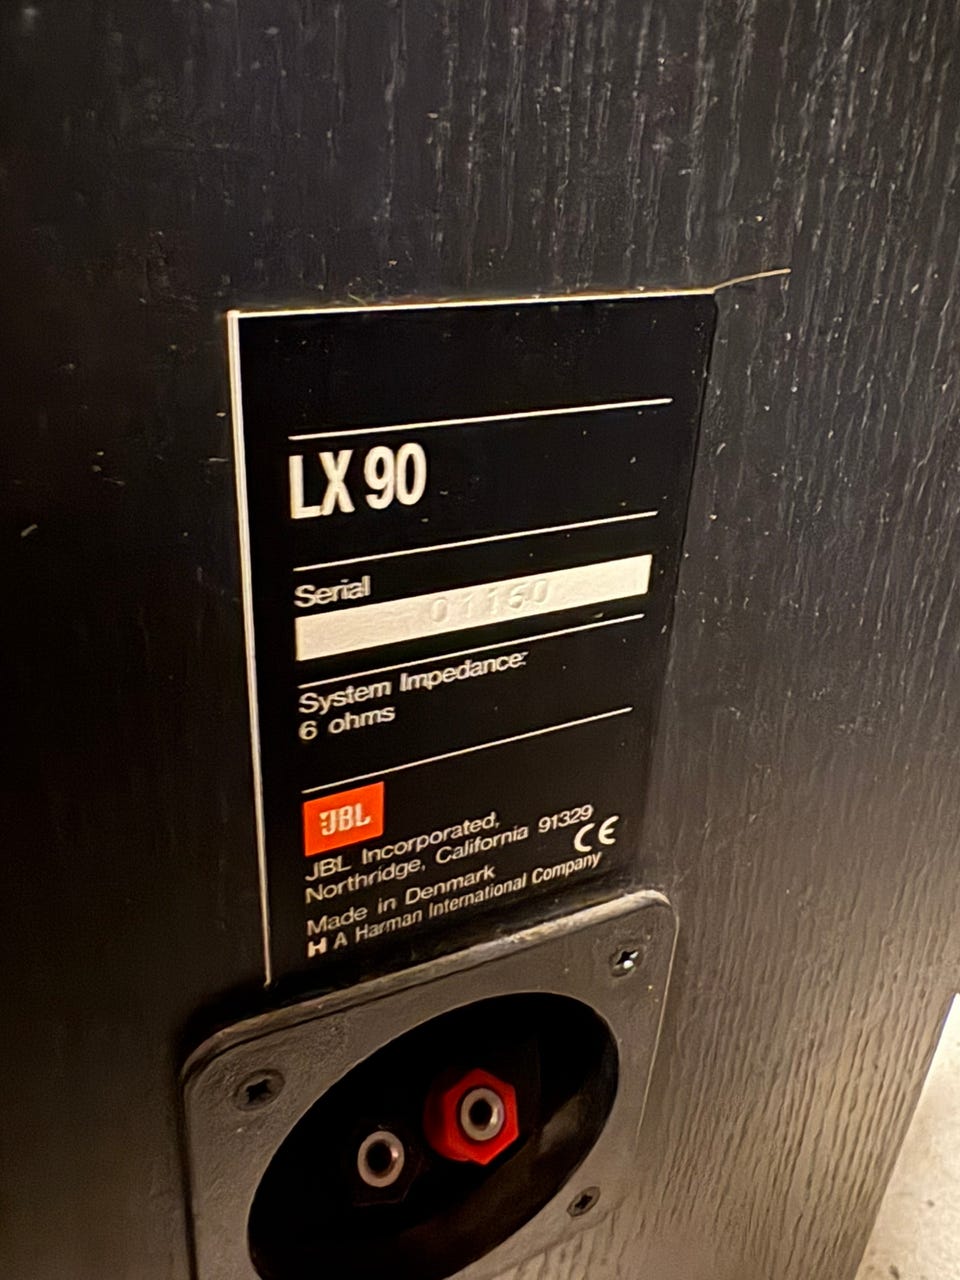 LX 90
Serial
01160
System Impedance:
6 ohms
JBL
JBL Incorporated,
Northridge, California 91329
CE
Made in Denmark
H A Harman International Company